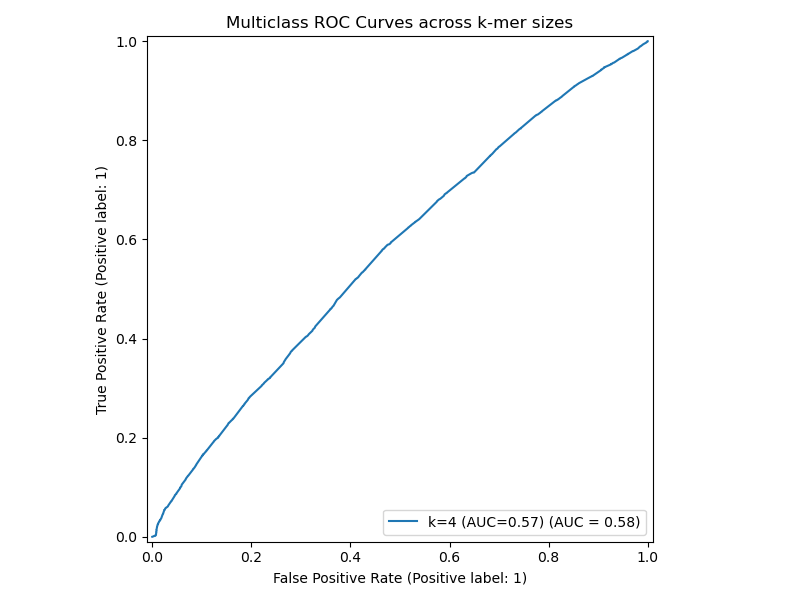 Multiclass ROC Curves across k-mer sizes
True Positive Rate (Positive label: 1)
1.0
0.8
0.6
0.4
0.2
0.0
k=4 (AUC=0.57) (AUC = 0.58)
0.0 0.2 0.4 0.6 0.8 1.0
False Positive Rate (Positive label: 1)